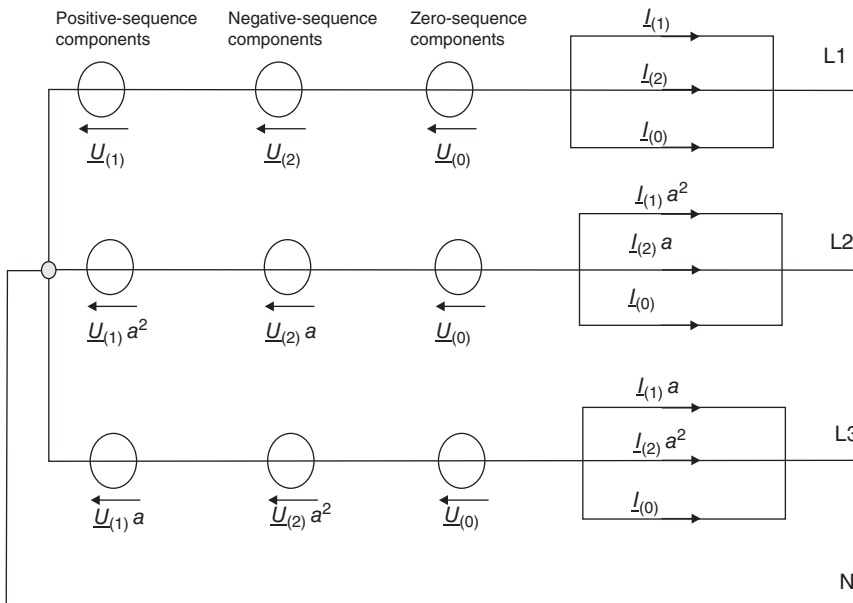 Positive-sequence components
Negative-sequence components
Zero-sequence components
I(1)
L1
I(2)
I(0)
U(1)
U(2)
U(0)
I(1) a²
I(2) a
L2
I(0)
U(1) a²
U(2) a
U(0)
I(1) a
I(2) a²
L3
I(0)
U(1) a
U(2) a²
U(0)
N